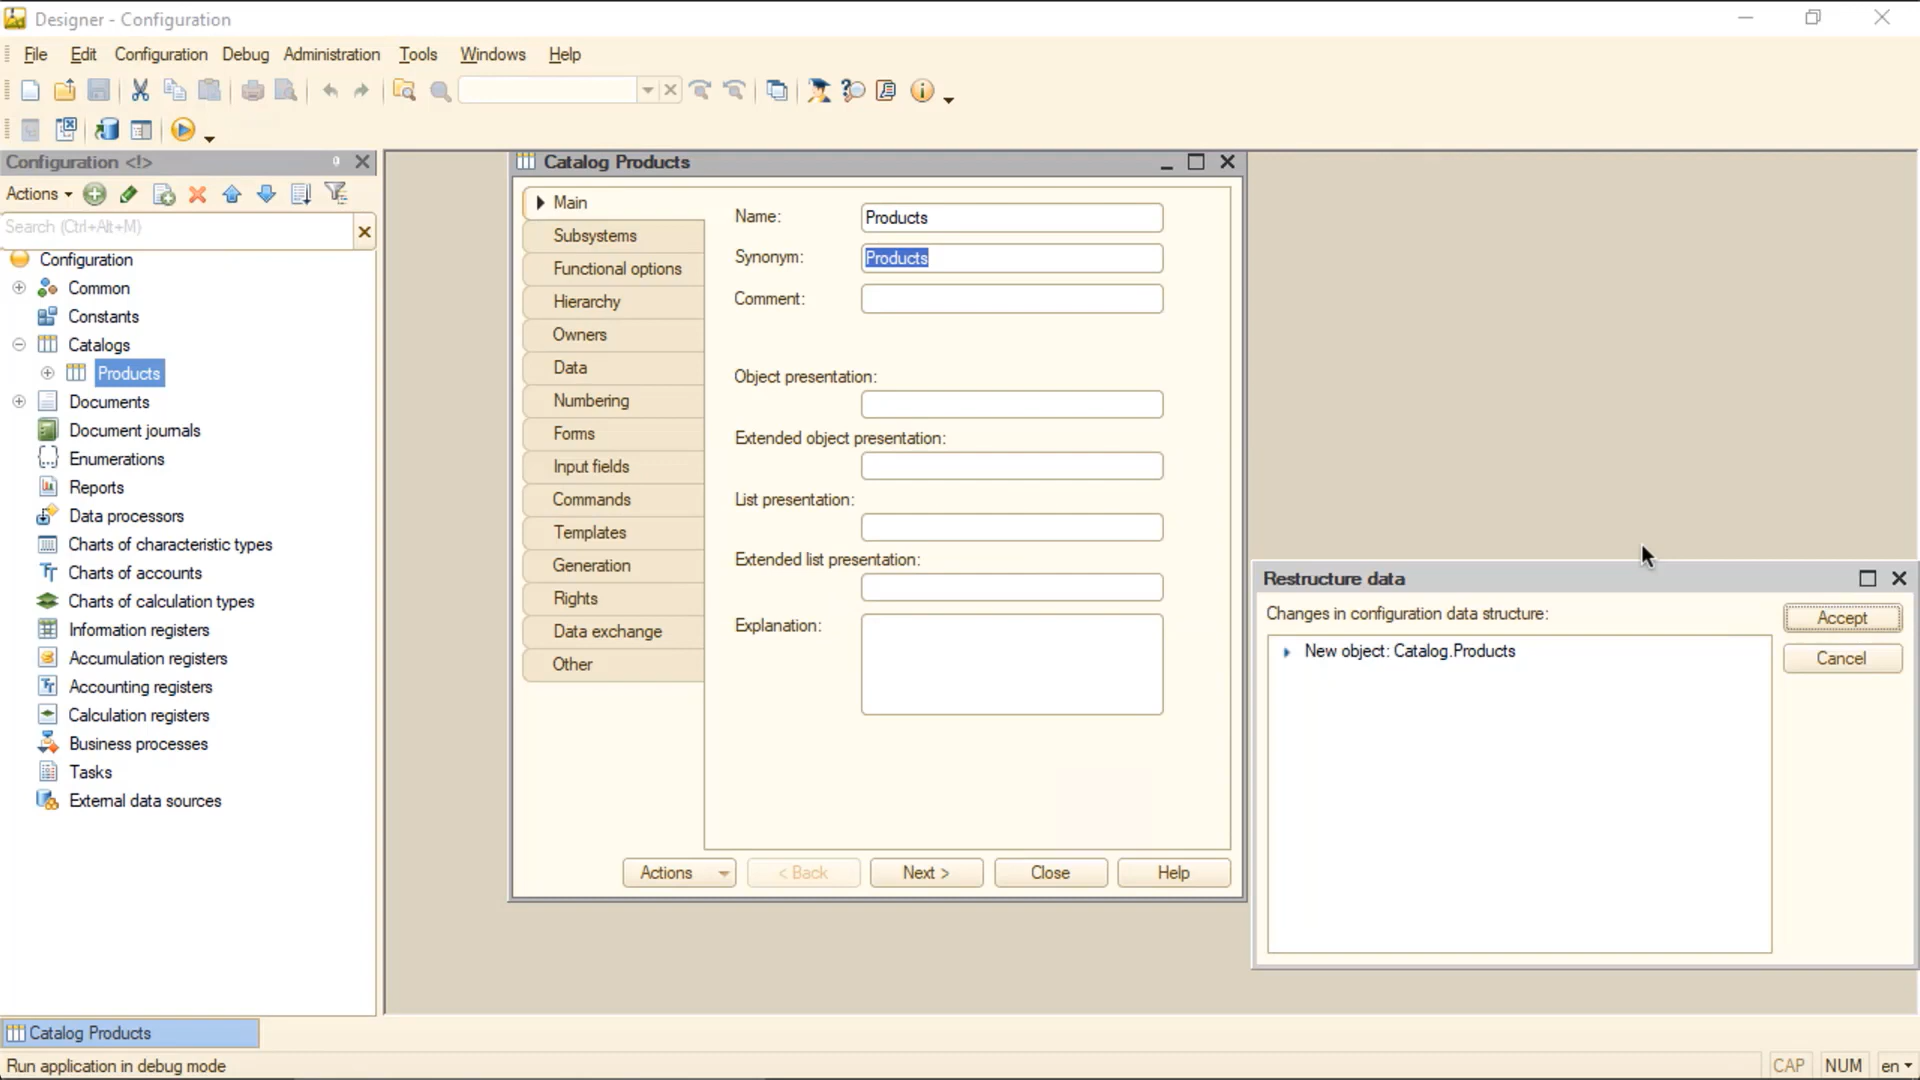 Designer - Configuration
File Edit Configuration Debug Administration Tools Windows Help
Configuration <!>
Actions
Search (Ctrl+Alt+M)
Configuration
Common
Constants
Catalogs
Products
Documents
Document journals
Enumerations
Reports
Data processors
Charts of characteristic types
Charts of accounts
Charts of calculation types
Information registers
Accumulation registers
Accounting registers
Calculation registers
Business processes
Tasks
External data sources
Catalog Products
Main
Subsystems
Functional options
Hierarchy
Owners
Data
Numbering
Forms
Input fields
Commands
Templates
Generation
Rights
Data exchange
Other
Name: Products
Synonym: Products
Comment:
Object presentation:
Extended object presentation:
List presentation:
Extended list presentation:
Explanation:
Actions < Back Next > Close Help
Restructure data
Changes in configuration data structure:
New object: Catalog.Products
Accept
Cancel
Catalog Products
Run application in debug mode
CAP NUM en